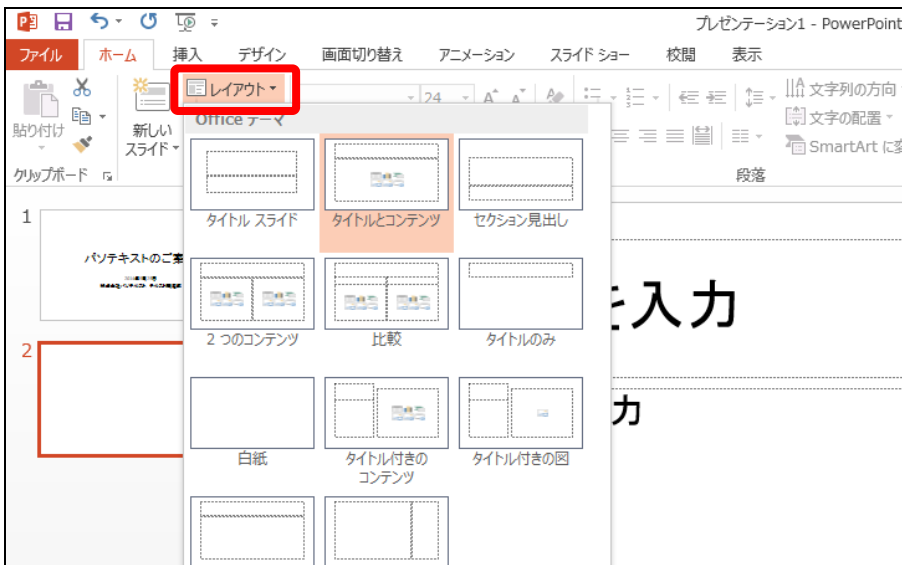 プレゼンテーション1 - PowerPoint
ファイル ホーム 挿入 デザイン 画面切り替え アニメーション スライド ショー 校閲 表示
レイアウト
24
文字列の方向
文字の配置
SmartArt に変
貼り付け
新しい
スライド
クリップボード
段落
Office テーマ
タイトル スライド
タイトルとコンテンツ
セクション見出し
2 つのコンテンツ
比較
タイトルのみ
白紙
タイトル付きの
コンテンツ
タイトル付きの図
1
パソテキストのご案
2
を入力
力